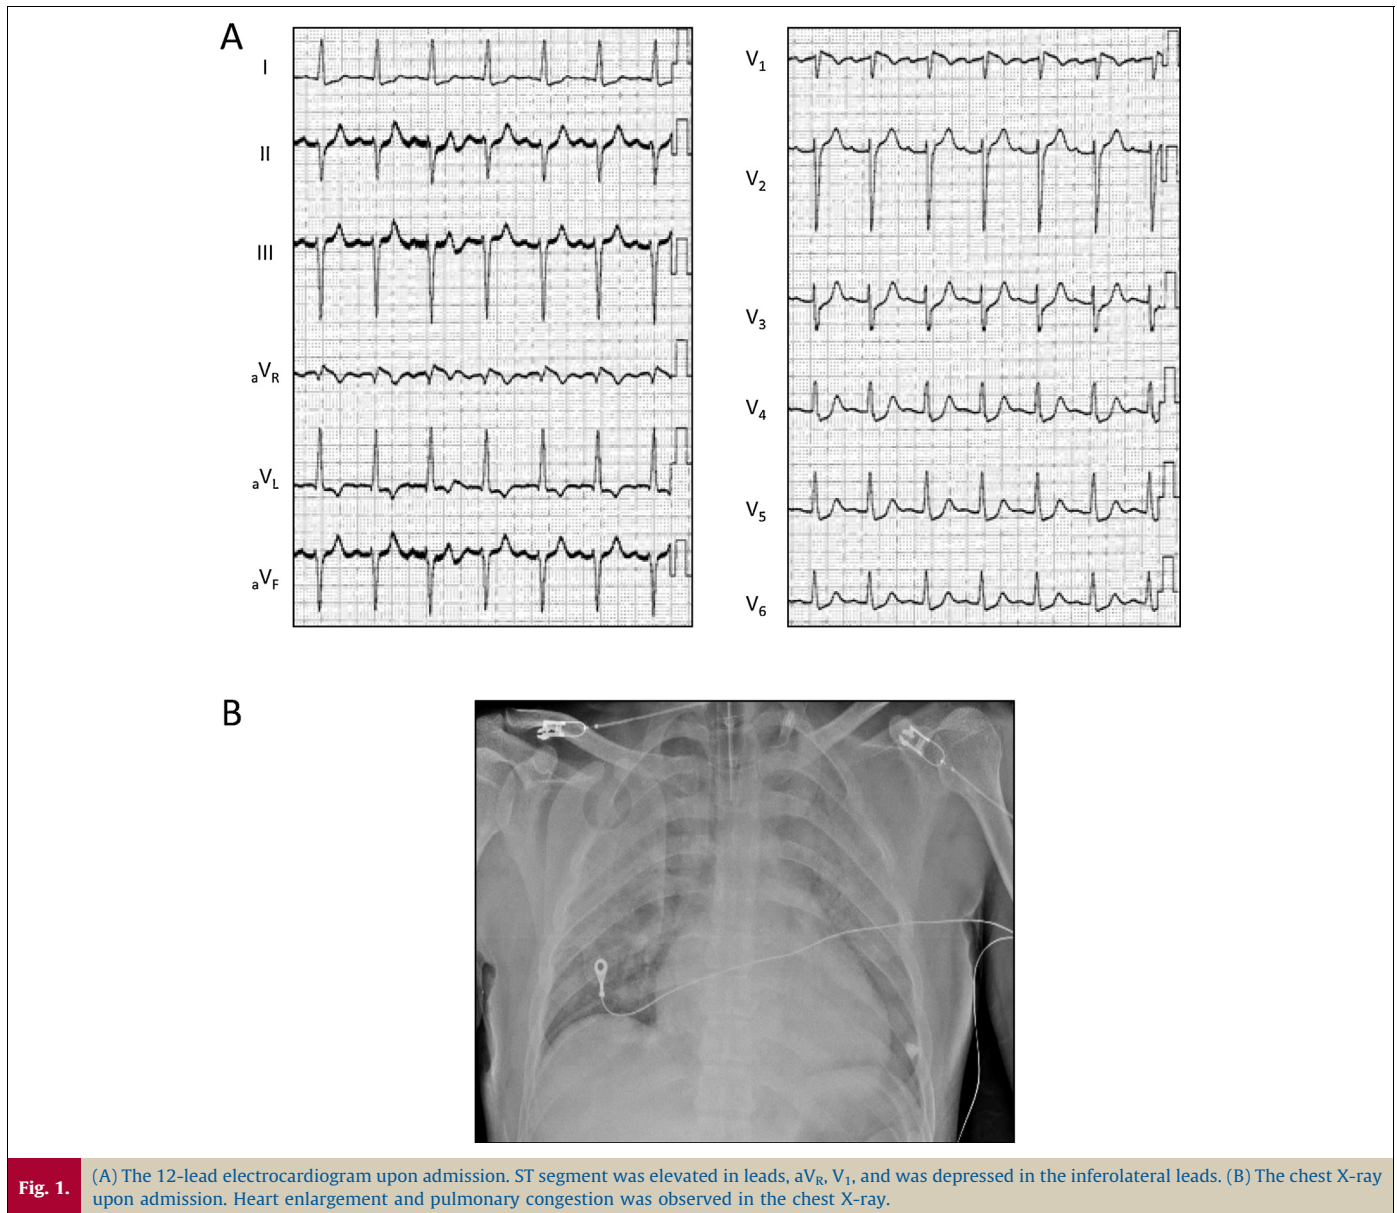 A
I
II
III
aVR
aVL
aVF
V1
V2
V3
V4
V5
V6
B
Fig. 1.
(A) The 12-lead electrocardiogram upon admission. ST segment was elevated in leads, aVR, V1, and was depressed in the inferolateral leads. (B) The chest X-ray
upon admission. Heart enlargement and pulmonary congestion was observed in the chest X-ray.